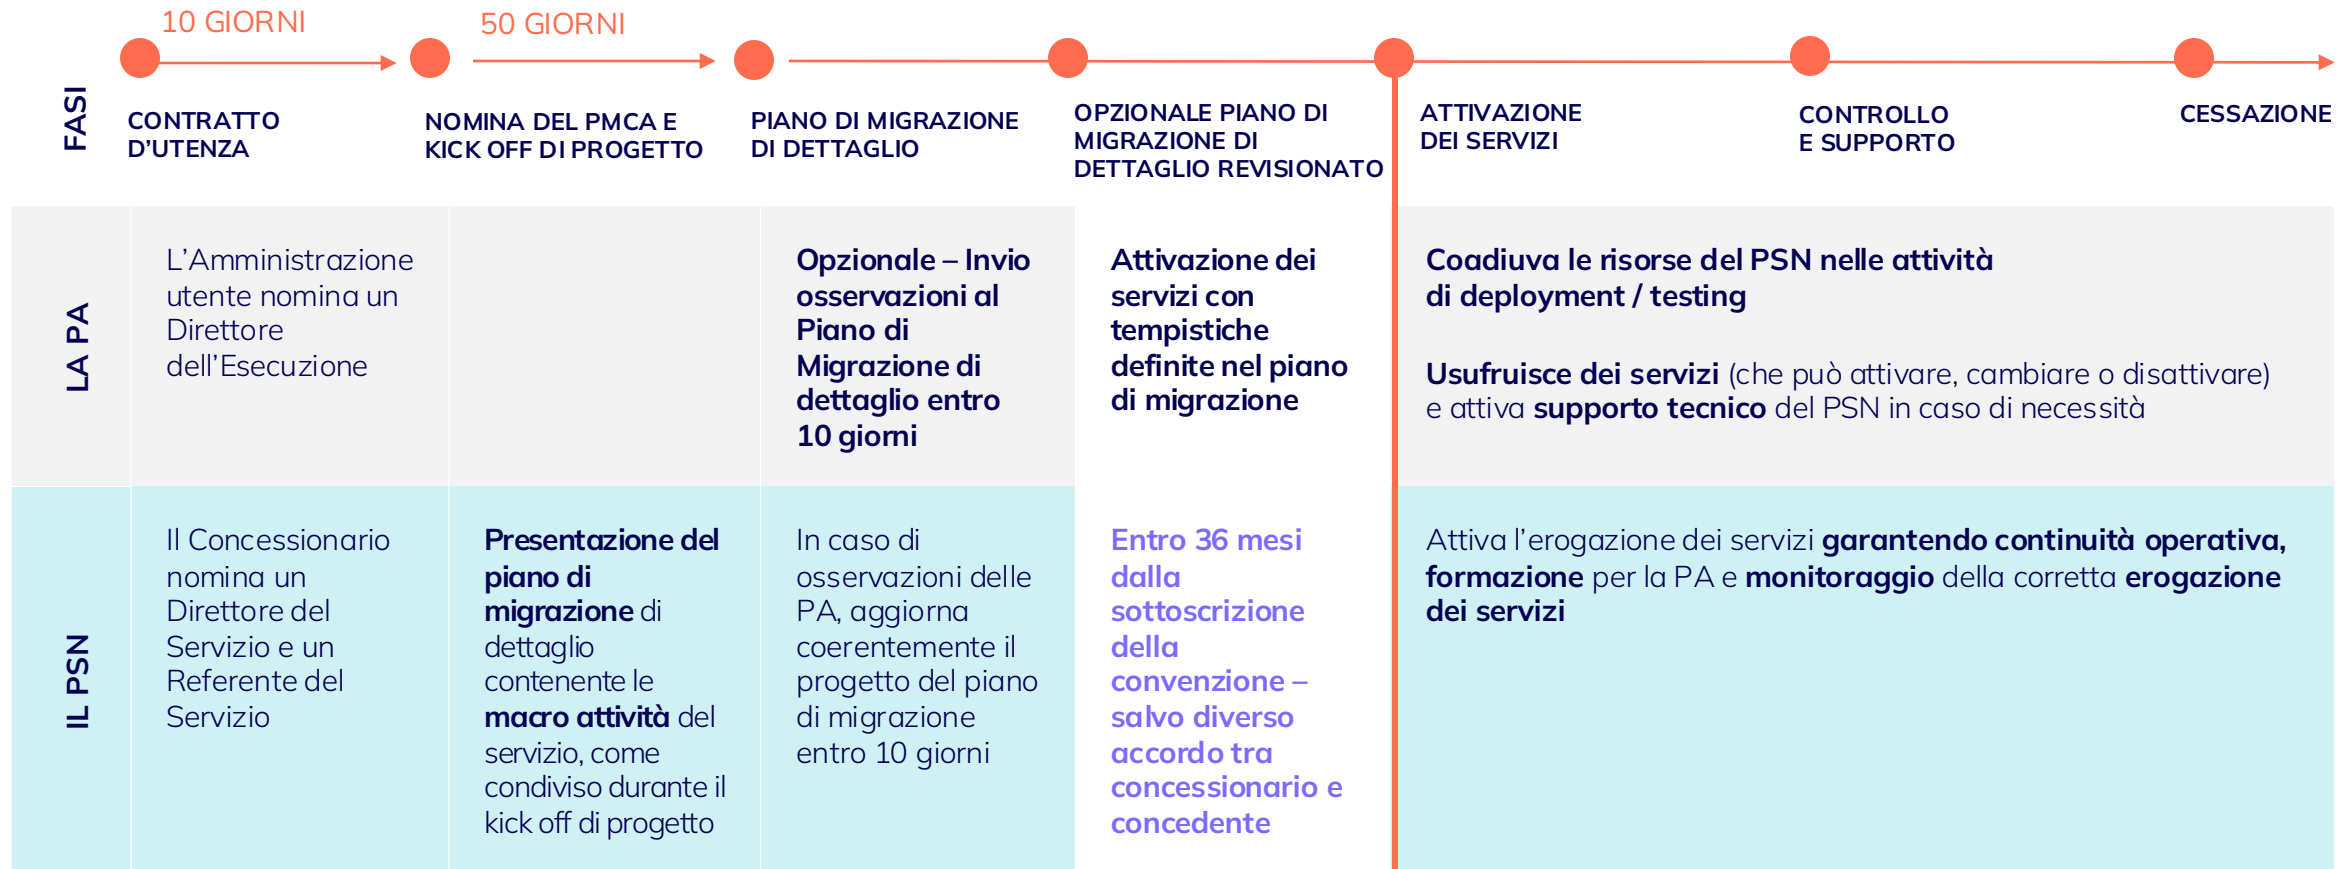 10 GIORNI
50 GIORNI
FASI
CONTRATTO
D’UTENZA
NOMINA DEL PMCA E
KICK OFF DI PROGETTO
PIANO DI MIGRAZIONE
DI DETTAGLIO
OPZIONALE PIANO DI
MIGRAZIONE DI
DETTAGLIO REVISIONATO
ATTIVAZIONE
DEI SERVIZI
CONTROLLO
E SUPPORTO
CESSAZIONE
LA PA
L’Amministrazione
utente nomina un
Direttore
dell’Esecuzione
Opzionale – Invio
osservazioni al
Piano di
Migrazione di
dettaglio entro
10 giorni
Attivazione dei
servizi con
tempistiche
definite nel piano
di migrazione
Coadiuva le risorse del PSN nelle attività
di deployment / testing
Usufruisce dei servizi (che può attivare, cambiare o disattivare)
e attiva supporto tecnico del PSN in caso di necessità
IL PSN
Il Concessionario
nomina un
Direttore del
Servizio e un
Referente del
Servizio
Presentazione del
piano di
migrazione di
dettaglio
contenente le
macro attività del
servizio, come
condiviso durante il
kick off di progetto
In caso di
osservazioni delle
PA, aggiorna
coerentemente il
progetto del piano
di migrazione
entro 10 giorni
Entro 36 mesi
dalla
sottoscrizione
della
convenzione –
salvo diverso
accordo tra
concessionario e
concedente
Attiva l’erogazione dei servizi garantendo continuità operativa,
formazione per la PA e monitoraggio della corretta erogazione
dei servizi